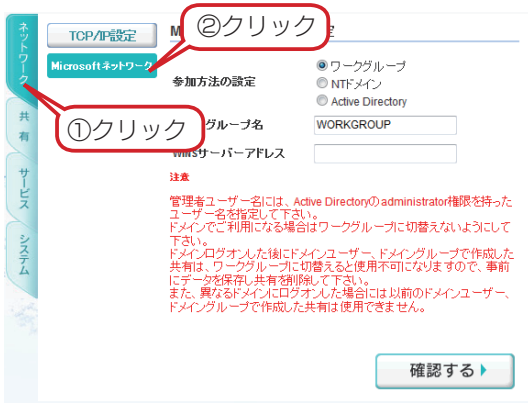 ネットワーク
共有
サービス
システム
TCP/IP設定
Microsoftネットワーク
②クリック
①クリック
M
定
参加方法の設定
ワークグループ
NTドメイン
Active Directory
グループ名
WORKGROUP
Winsサーバーアドレス
注意
管理者ユーザー名には、Active Directoryのadministrator権限を持った
ユーザー名を指定して下さい。
ドメインでご利用になる場合はワークグループに切替えないようにして
下さい。
ドメインログオンした後にドメインユーザー、ドメイングループで作成した
共有は、ワークグループに切替えると使用不可になりますので、事前
にデータを保存し共有を削除して下さい。
また、異なるドメインにログオンした場合には以前のドメインユーザー、
ドメイングループで作成した共有は使用できません。
確認する